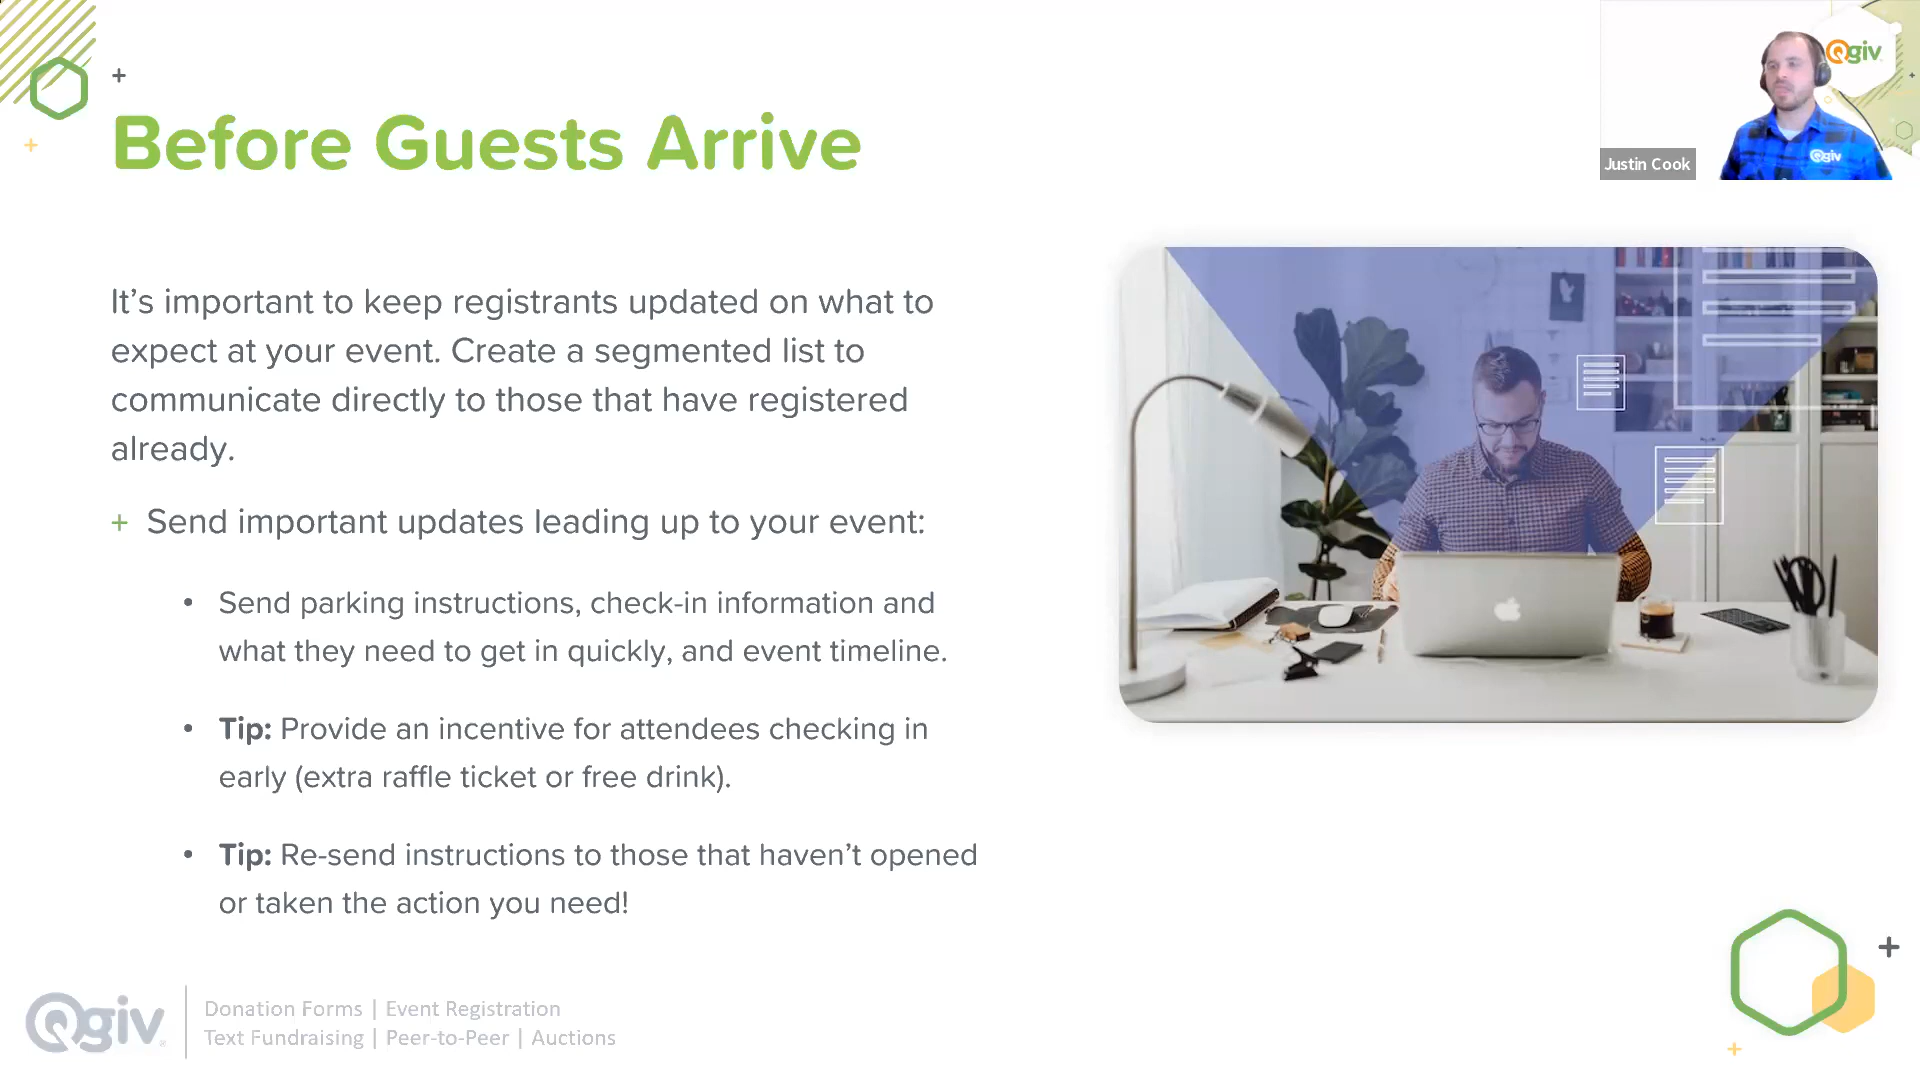 Before Guests Arrive
Qgiv
Qgiv
Justin Cook
It's important to keep registrants updated on what to
expect at your event. Create a segmented list to
communicate directly to those that have registered
already.
+ Send important updates leading up to your event:
• Send parking instructions, check-in information and
what they need to get in quickly, and event timeline.
• Tip: Provide an incentive for attendees checking in
early (extra raffle ticket or free drink).
• Tip: Re-send instructions to those that haven't opened
or taken the action you need!
Qgiv
Donation Forms | Event Registration
Text Fundraising | Peer-to-Peer | Auctions